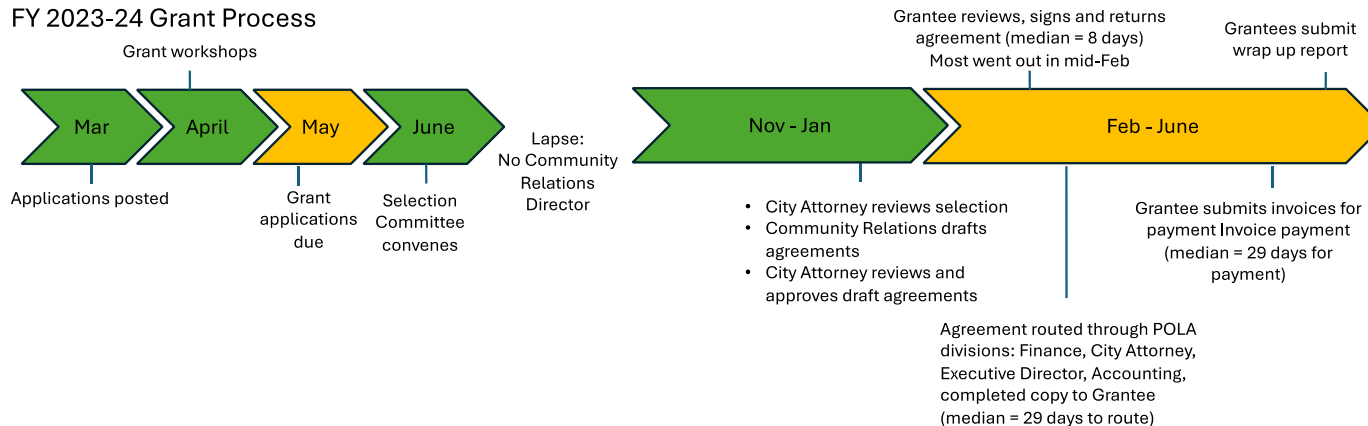 FY 2023-24 Grant Process
Grant workshops
Mar
April
May
June
Applications posted
Grant
applications
due
Selection
Committee
convenes
Lapse:
No Community
Relations
Director
Nov - Jan
• City Attorney reviews selection
• Community Relations drafts
agreements
• City Attorney reviews and
approves draft agreements
Grantee reviews, signs and returns
agreement (median = 8 days)
Most went out in mid-Feb
Grantees submit
wrap up report
Feb - June
Grantee submits invoices for
payment Invoice payment
(median = 29 days for
payment)
Agreement routed through POLA
divisions: Finance, City Attorney,
Executive Director, Accounting,
completed copy to Grantee
(median = 29 days to route)